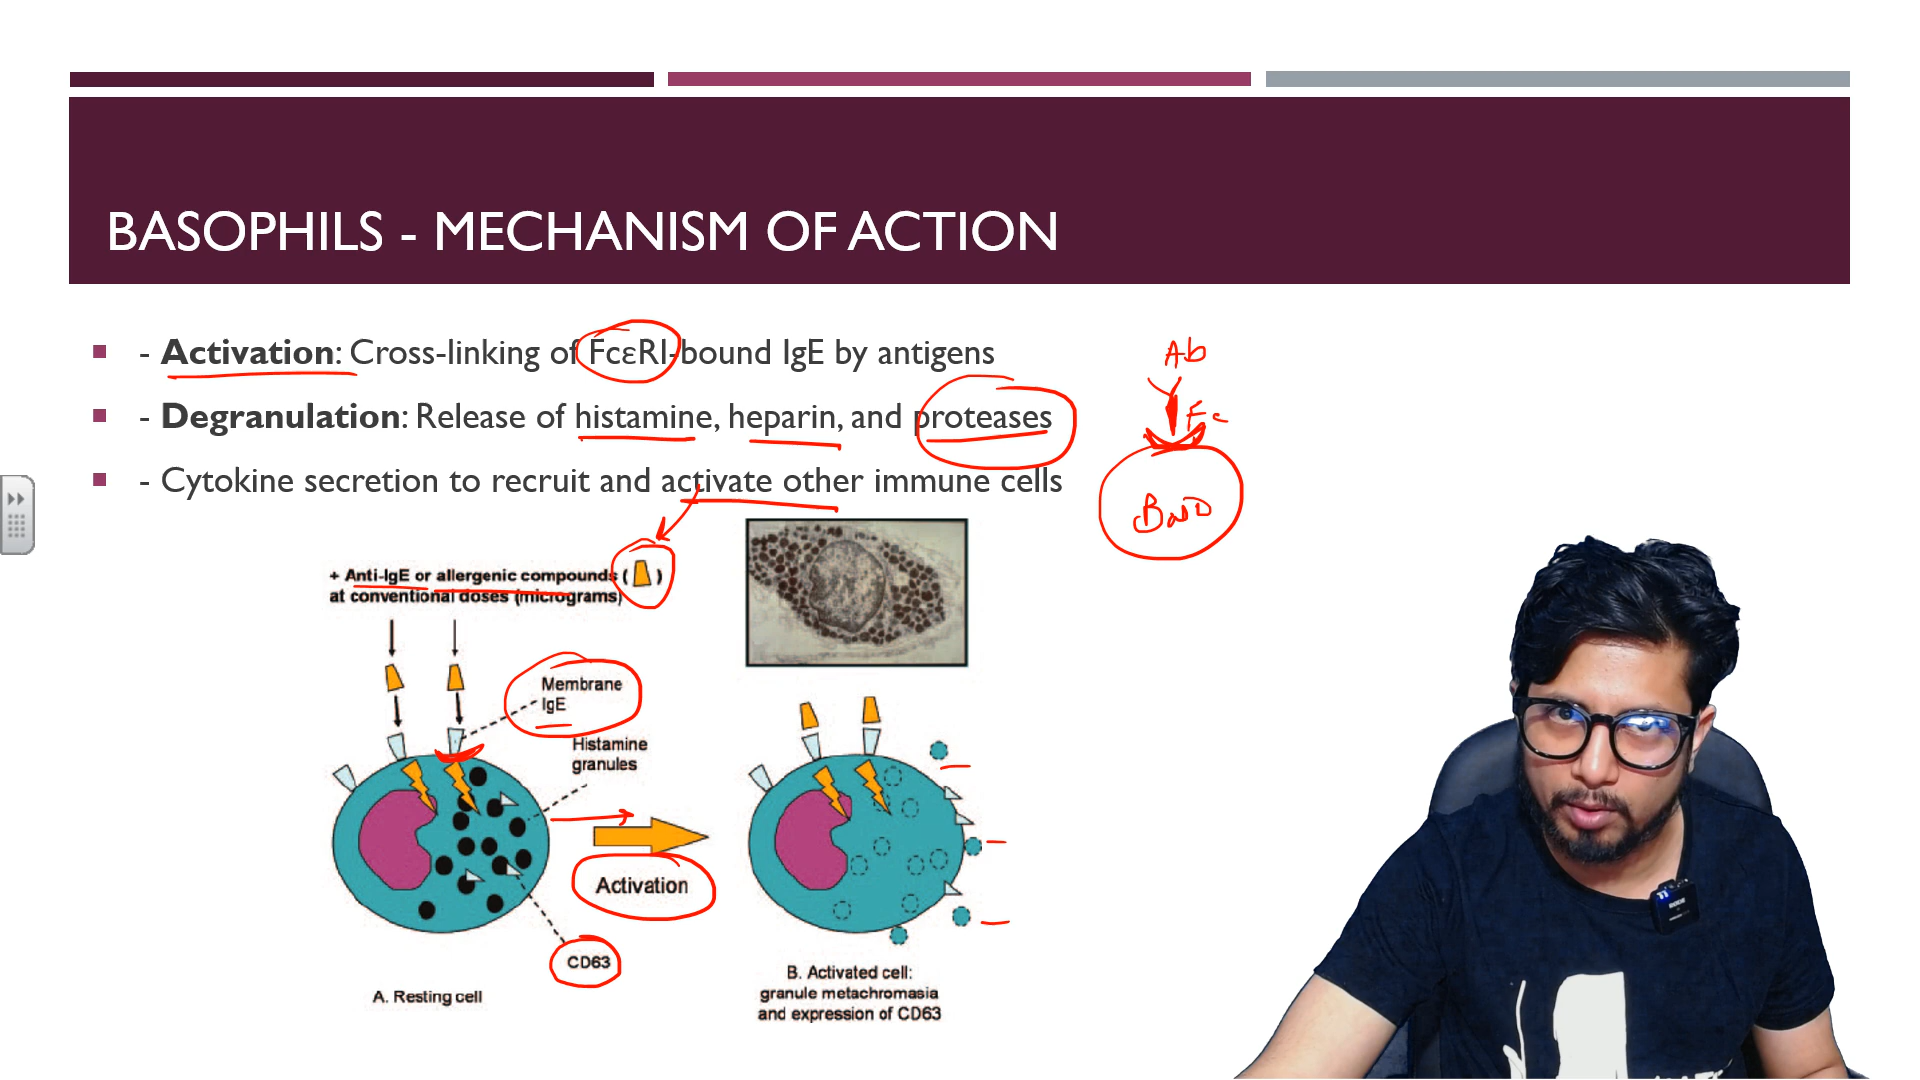 BASOPHILS - MECHANISM OF ACTION
- Activation: Cross-linking of FcεRI-bound IgE by antigens
- Degranulation: Release of histamine, heparin, and proteases
- Cytokine secretion to recruit and activate other immune cells
Ab
Fc
Baso
+ Anti-IgE or allergenic compounds ( )
at conventional doses (micrograms)
Membrane
IgE
Histamine
granules
Activation
CD63
A. Resting cell
B. Activated cell:
granule metachromasia
and expression of CD63